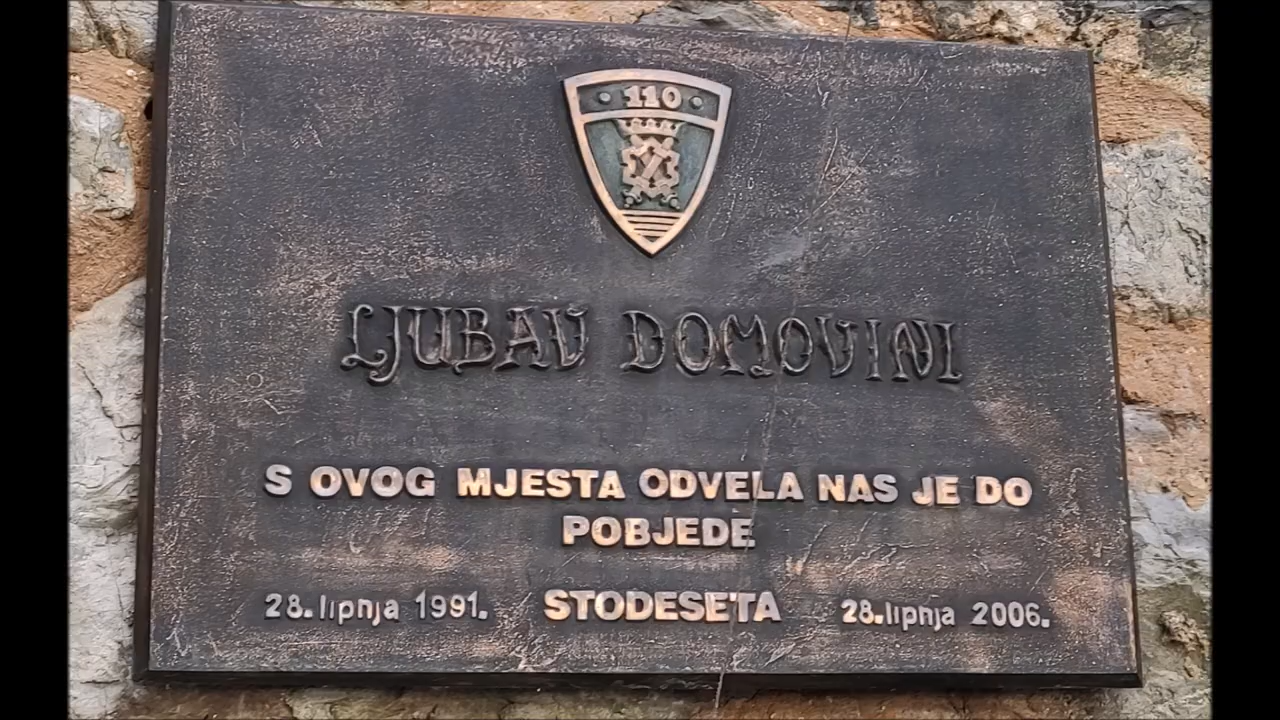 110
LJUBAV DOMOVINI
S OVOG MJESTA ODVELA NAS JE DO
POBJEDE
28. lipnja 1991. STODESETA 28. lipnja 2006.